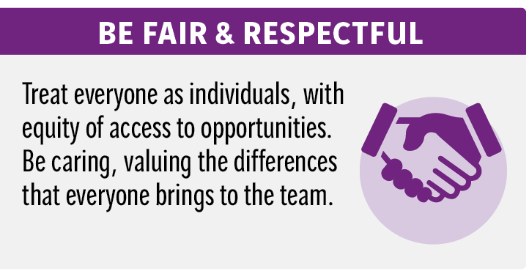 BE FAIR & RESPECTFUL
Treat everyone as individuals, with
equity of access to opportunities.
Be caring, valuing the differences
that everyone brings to the team.